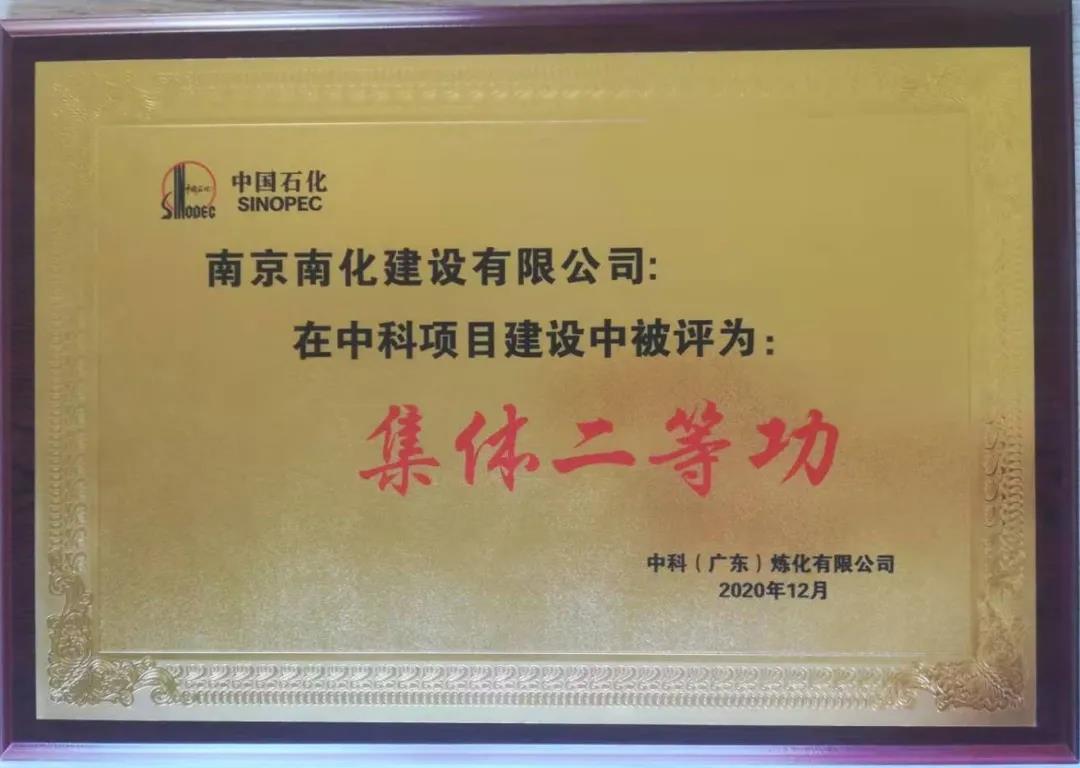 中国石化
SINOPEC
南京南化建设有限公司:
在中科项目建设中被评为:
集体二等功
中科(广东)炼化有限公司
2020年12月